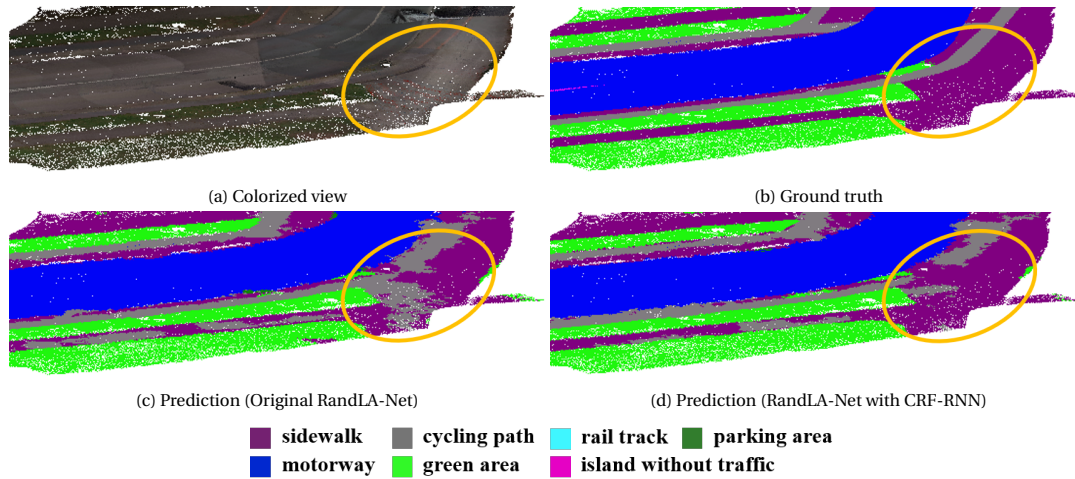 (a) Colorized view
(b) Ground truth
(c) Prediction (Original RandLA-Net)
(d) Prediction (RandLA-Net with CRF-RNN)
sidewalk cycling path rail track parking area
motorway green area island without traffic